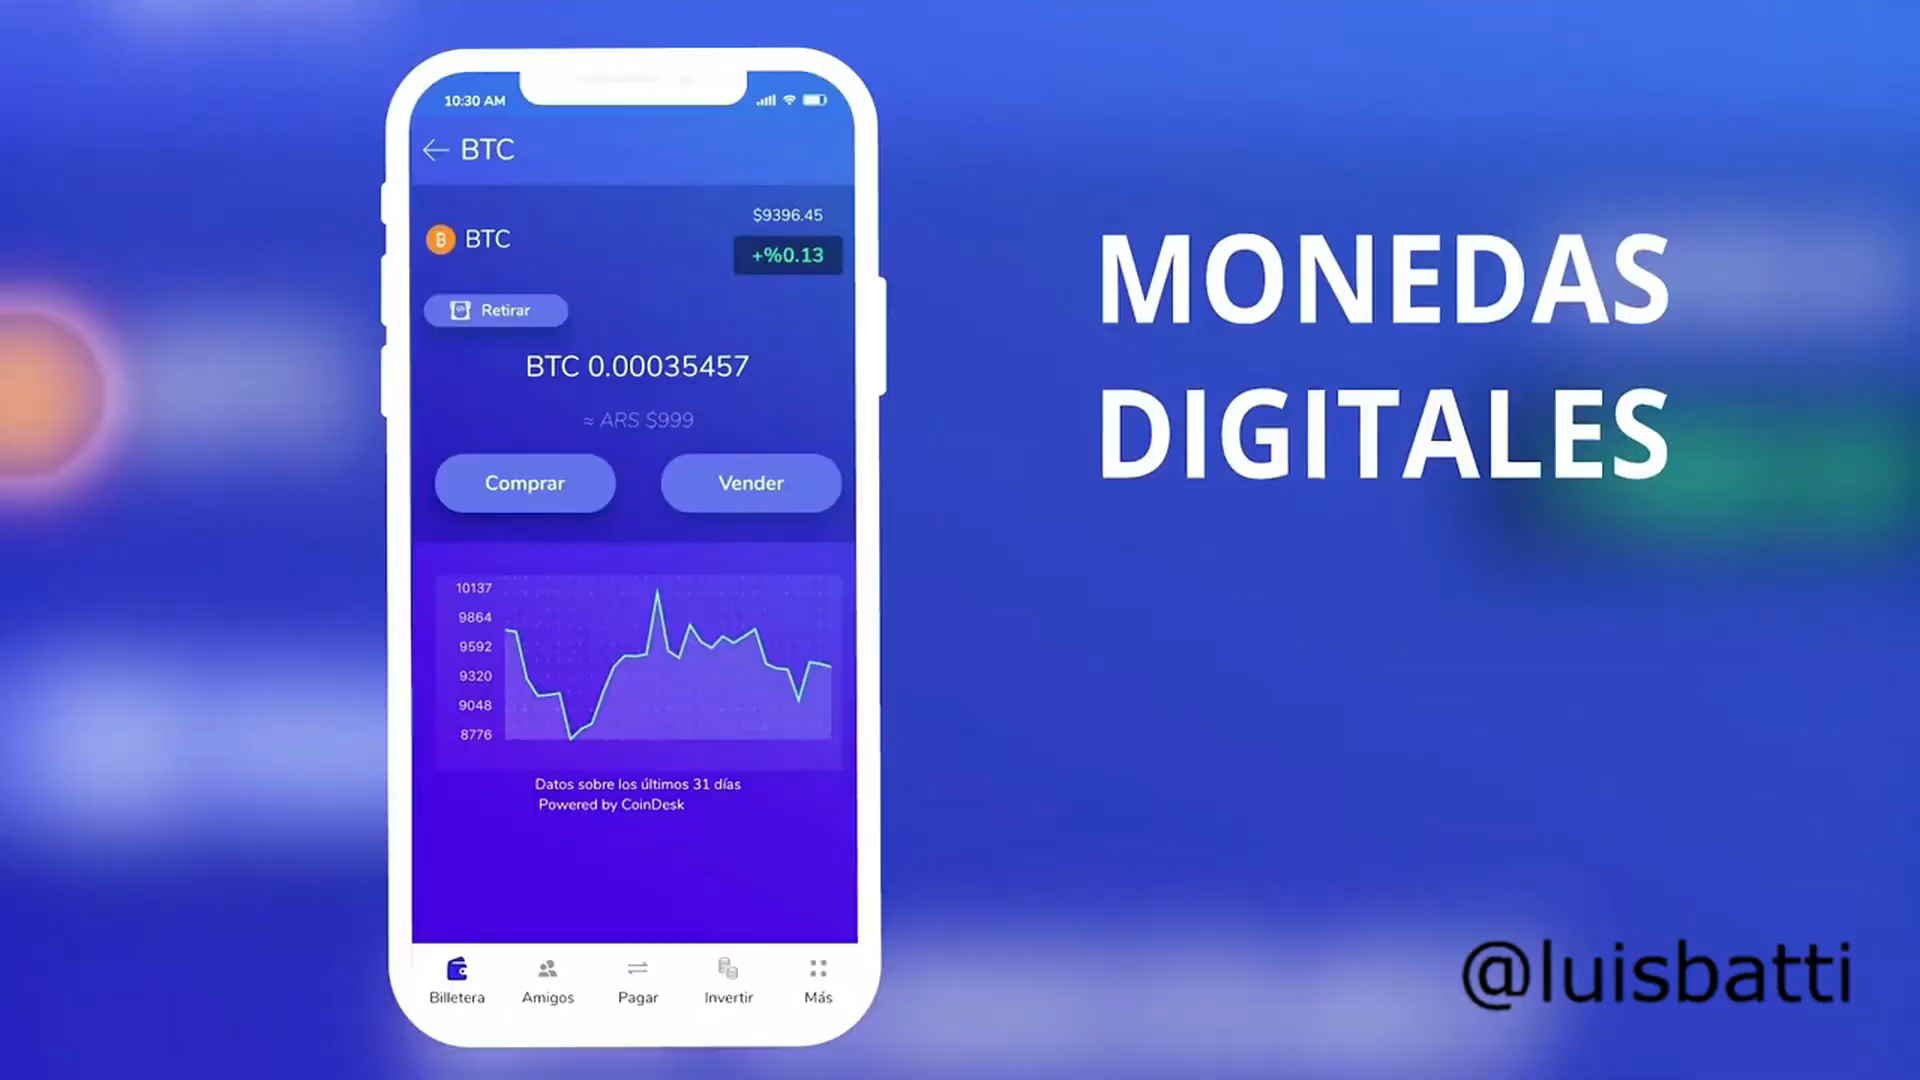 10:30 AM
BTC
$9396.45
BTC
+%0.13
Retirar
BTC 0.00035457
≈ ARS $999
Comprar
Vender
10137
9864
9592
9320
9048
8776
Datos sobre los últimos 31 días
Powered by CoinDesk
Billetera
Amigos
Pagar
Invertir
Más
MONEDAS
DIGITALES
@luisbatti